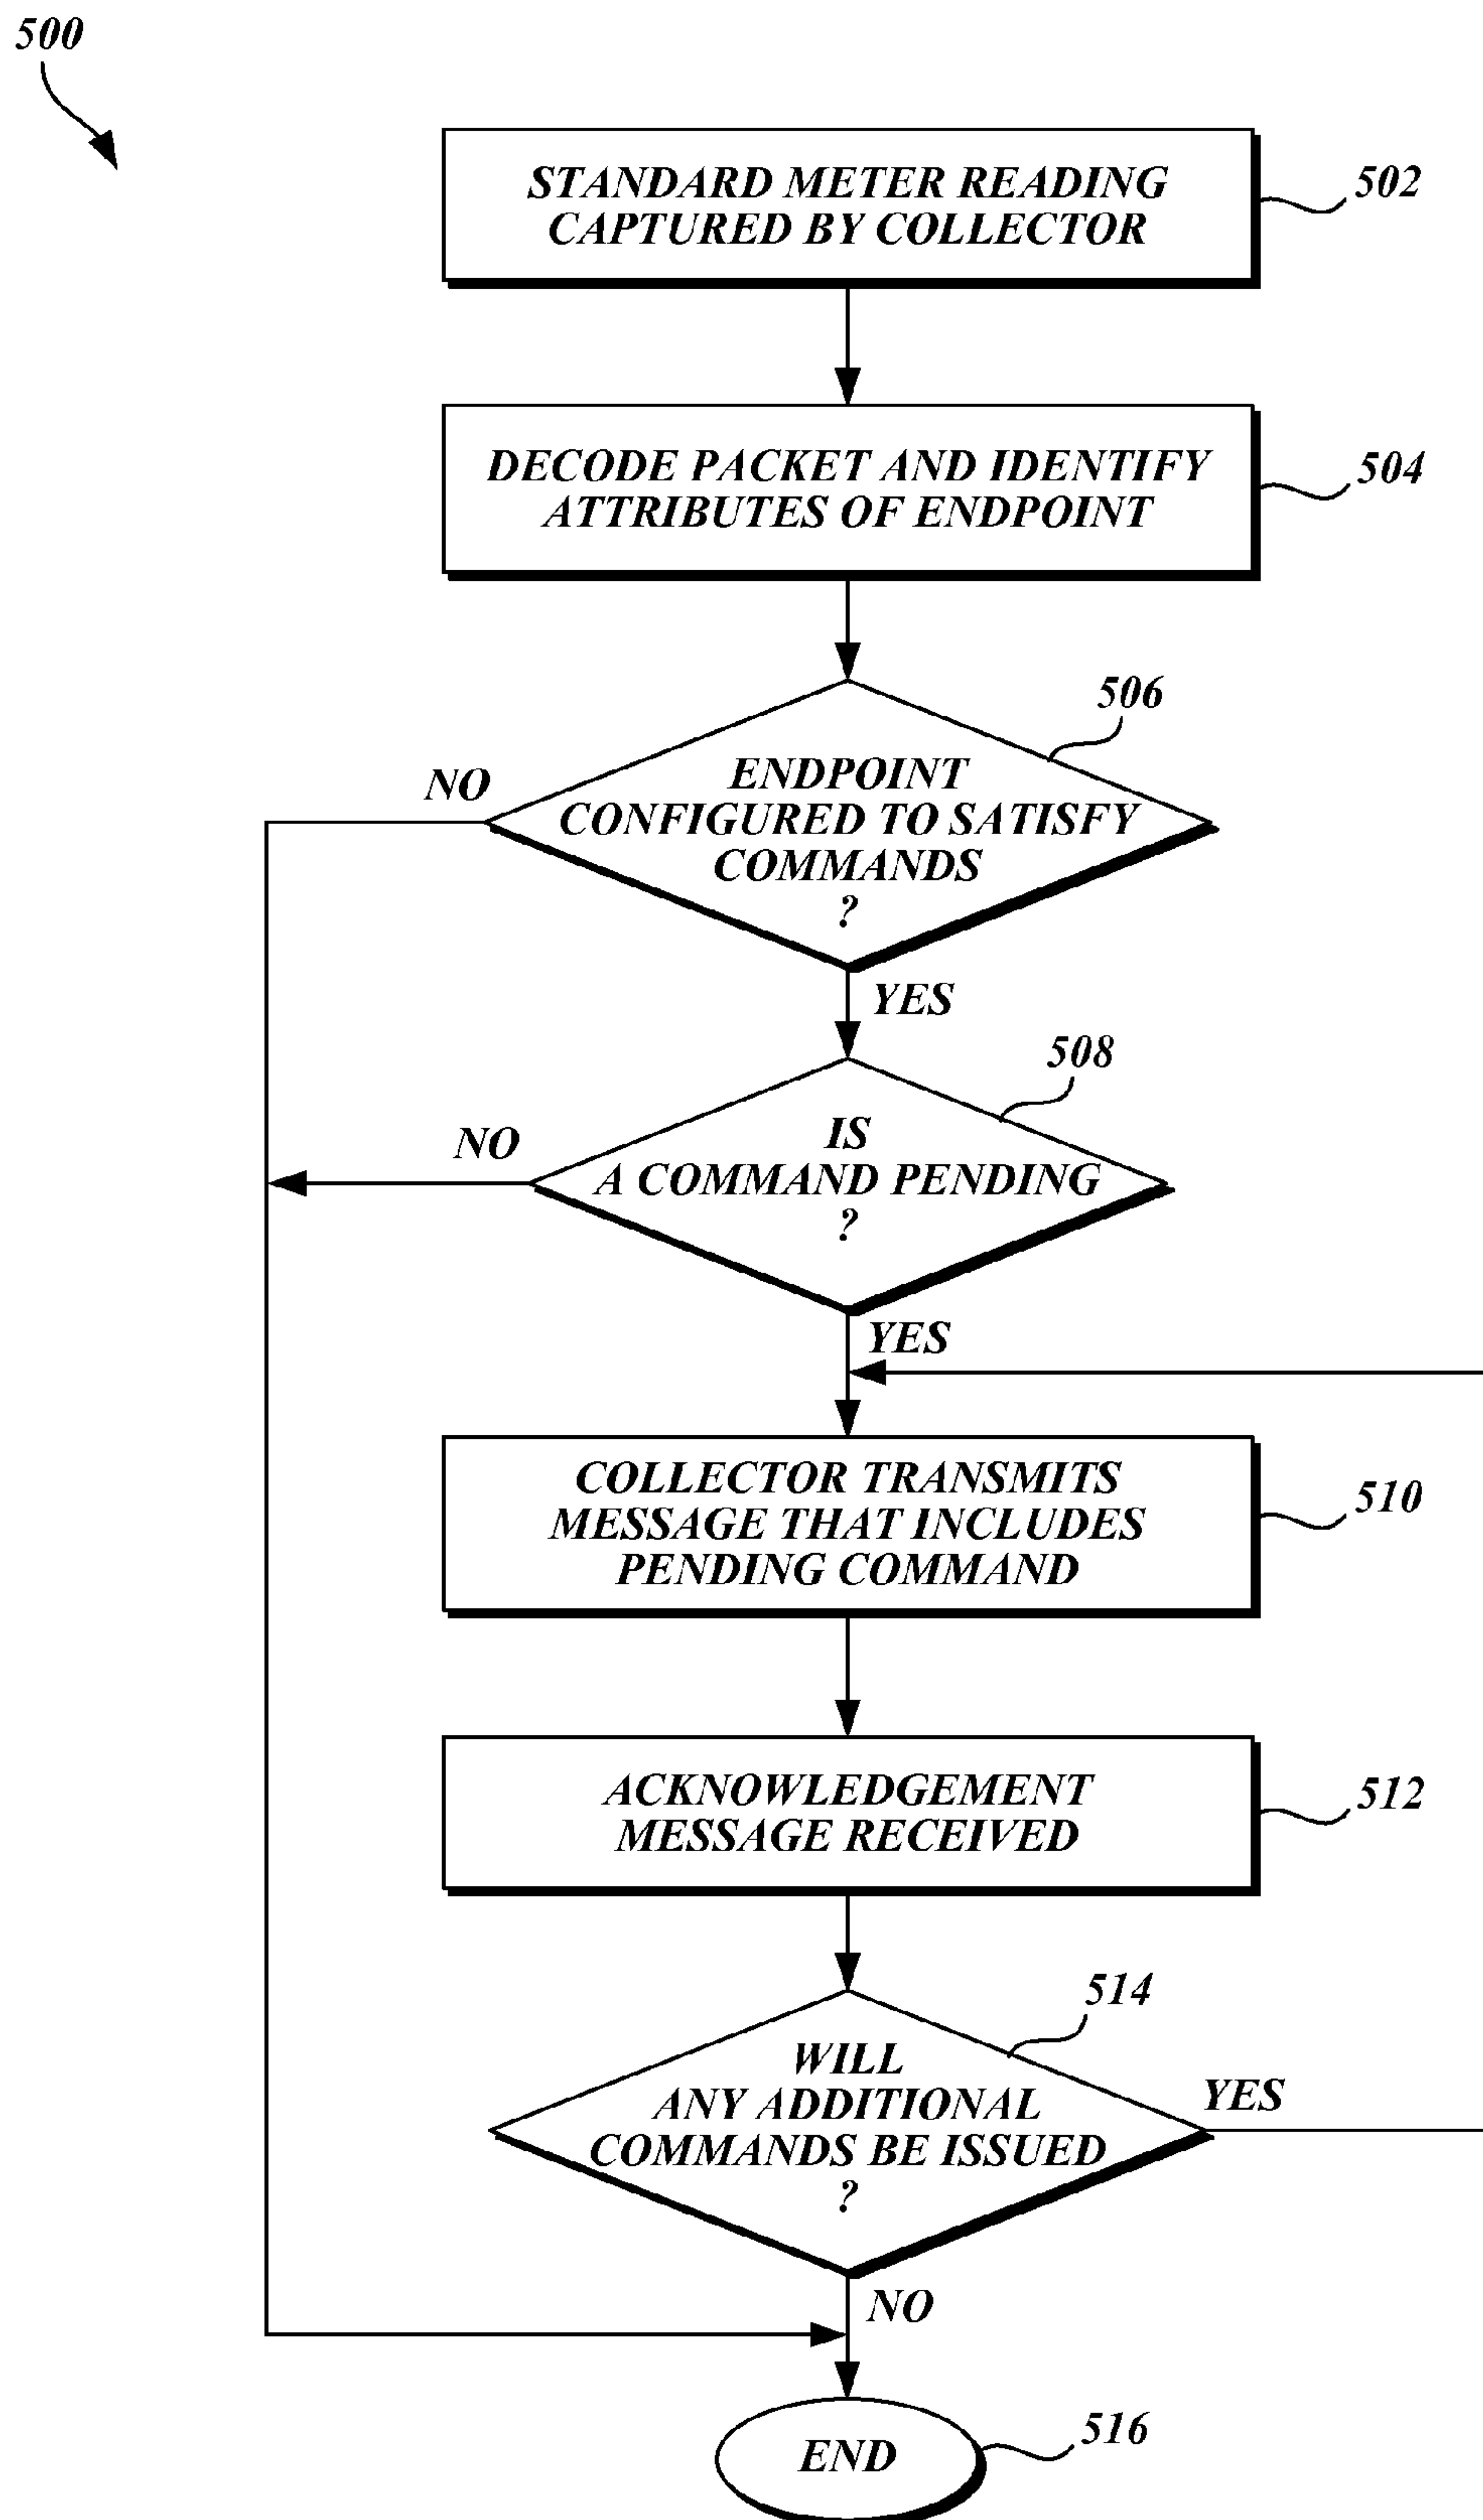 500
STANDARD METER READING
CAPTURED BY COLLECTOR
502
DECODE PACKET AND IDENTIFY
ATTRIBUTES OF ENDPOINT
504
506
NO
ENDPOINT
CONFIGURED TO SATISFY
COMMANDS
?
YES
508
NO
IS
A COMMAND PENDING
?
YES
COLLECTOR TRANSMITS
MESSAGE THAT INCLUDES
PENDING COMMAND
510
ACKNOWLEDGEMENT
MESSAGE RECEIVED
512
514
WILL
ANY ADDITIONAL
COMMANDS BE ISSUED
?
YES
NO
END
516